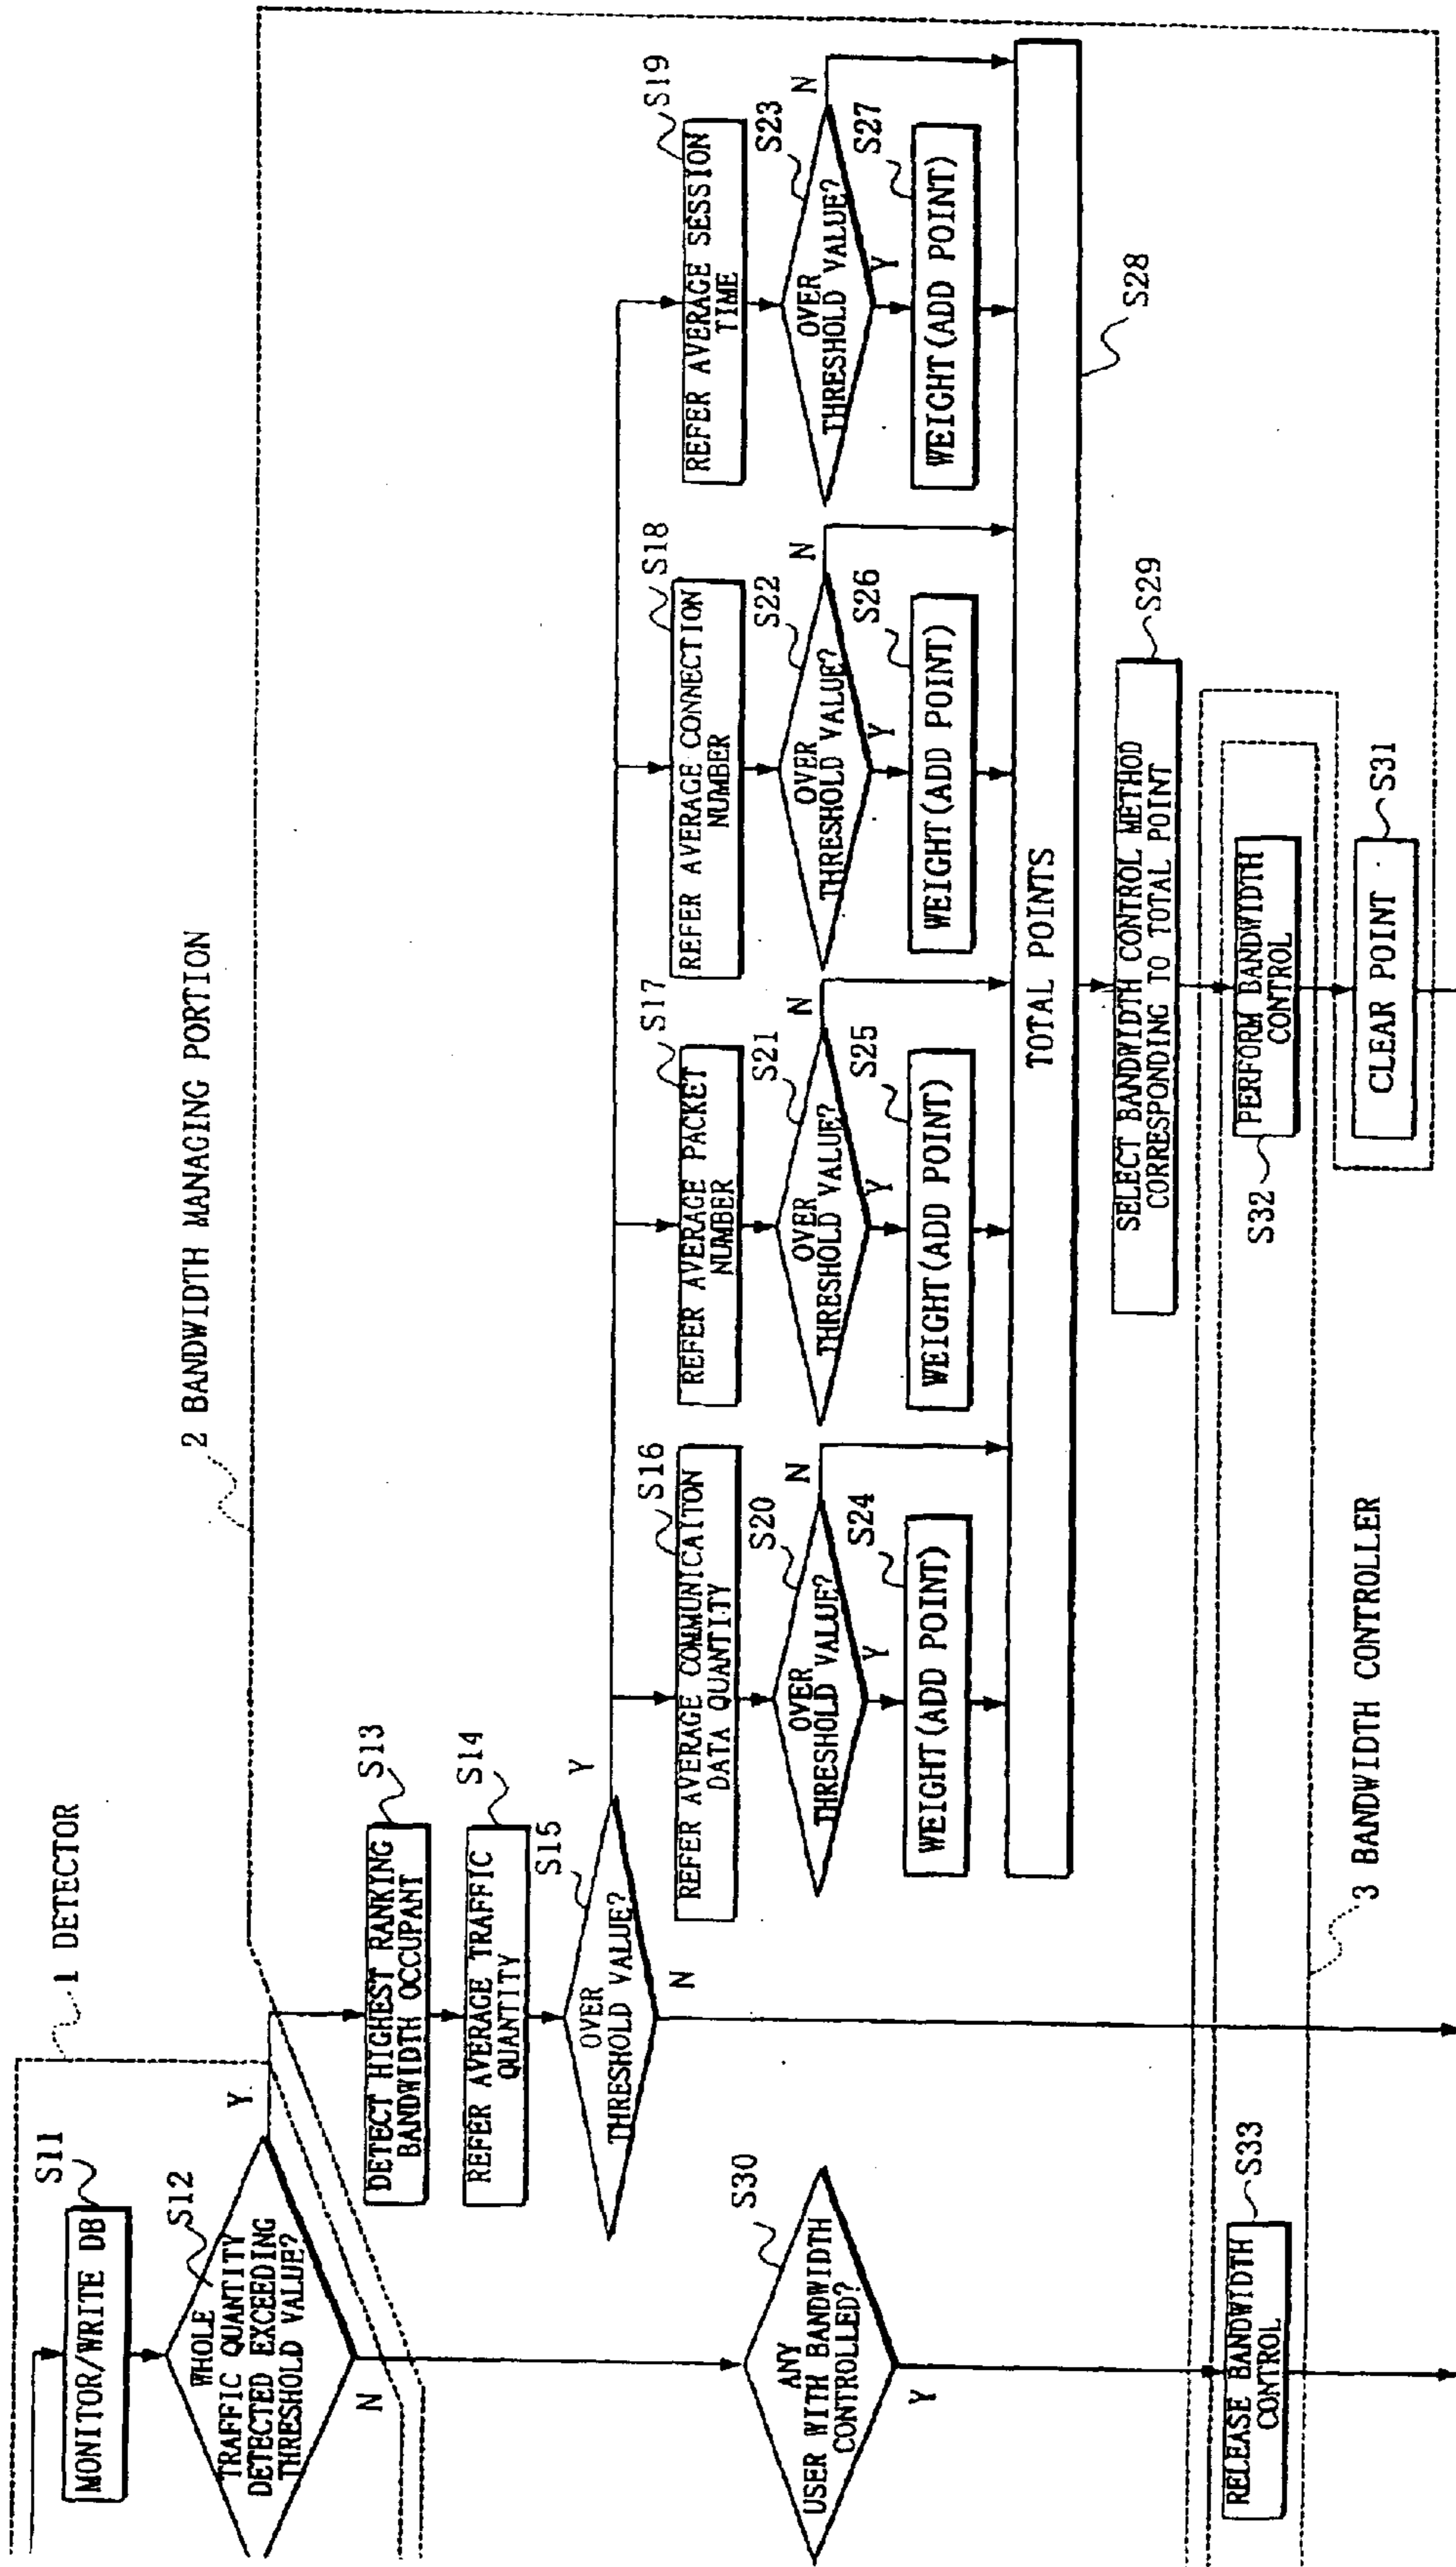 1 DETECTOR
2 BANDWIDTH MANAGING PORTION
S11
MONITOR/WRITE DB
S12
WHOLE
TRAFFIC QUANTITY
DETECTED EXCEEDING
THRESHOLD VALUE?
Y
N
S13
DETECT HIGHEST RANKING
BANDWIDTH OCCUPANT
S14
REFER AVERAGE TRAFFIC
QUANTITY
S15
OVER
THRESHOLD VALUE?
Y
N
S16
REFER AVERAGE COMMUNICAITON
DATA QUANTITY
S17
REFER AVERAGE PACKET
NUMBER
S18
REFER AVERAGE CONNECTION
NUMBER
S19
REFER AVERAGE SESSION
TIME
S20
OVER
THRESHOLD VALUE?
N
Y
S21
OVER
THRESHOLD VALUE?
N
Y
S22
OVER
THRESHOLD VALUE?
N
Y
S23
OVER
THRESHOLD VALUE?
N
Y
S24
WEIGHT(ADD POINT)
S25
WEIGHT(ADD POINT)
S26
WEIGHT(ADD POINT)
S27
WEIGHT(ADD POINT)
TOTAL POINTS
S28
S30
ANY
USER WITH BANDWIDTH
CONTROLLED?
Y
SELECT BANDWIDTH CONTROL METHOD
CORRESPONDING TO TOTAL POINT
S29
S33
RELEASE BANDWIDTH
CONTROL
S32
PERFORM BANDWIDTH
CONTROL
3 BANDWIDTH CONTROLLER
CLEAR POINT
S31